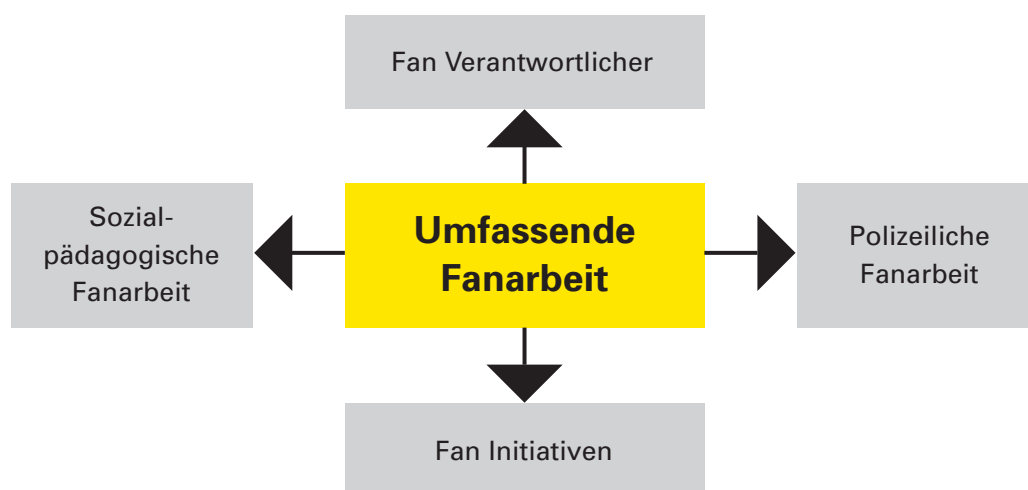 Fan Verantwortlicher
Sozial-
pädagogische
Fanarbeit
Umfassende
Fanarbeit
Polizeiliche
Fanarbeit
Fan Initiativen